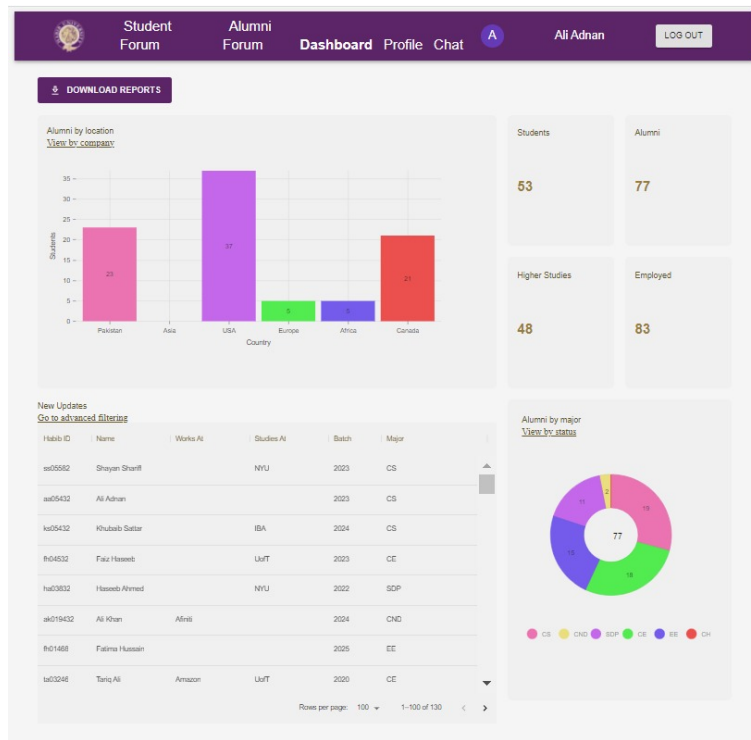 Student Forum
Alumni Forum
Dashboard Profile Chat
A
Ali Adnan
LOG OUT
DOWNLOAD REPORTS
Alumni by location
View by company
35
30
25
20
15
10
5
0
Students
23
37
5
5
21
Pakistan Asia USA Europe Africa Canada
Country
Students
53
Alumni
77
Higher Studies
48
Employed
83
New Updates
Go to advanced filtering
Habib ID Name Works At Studies At Batch Major
ss05562 Shayan Shariff NYU 2023 CS
aa05432 Ali Adnan 2023 CS
ks05432 Khubaib Sattar IBA 2024 CS
fh04532 Faiz Haseeb UofT 2023 CE
ha03832 Haseeb Ahmed NYU 2022 SDP
ak019432 Ali Khan Afiniti 2024 CND
fh01468 Fatima Hussain 2025 EE
ta03246 Tariq Ali Amazon UofT 2020 CE
Rows per page: 100 1–100 of 130
Alumni by major
View by status
2
11
19
77
18
CS CND SDP CE EE CH